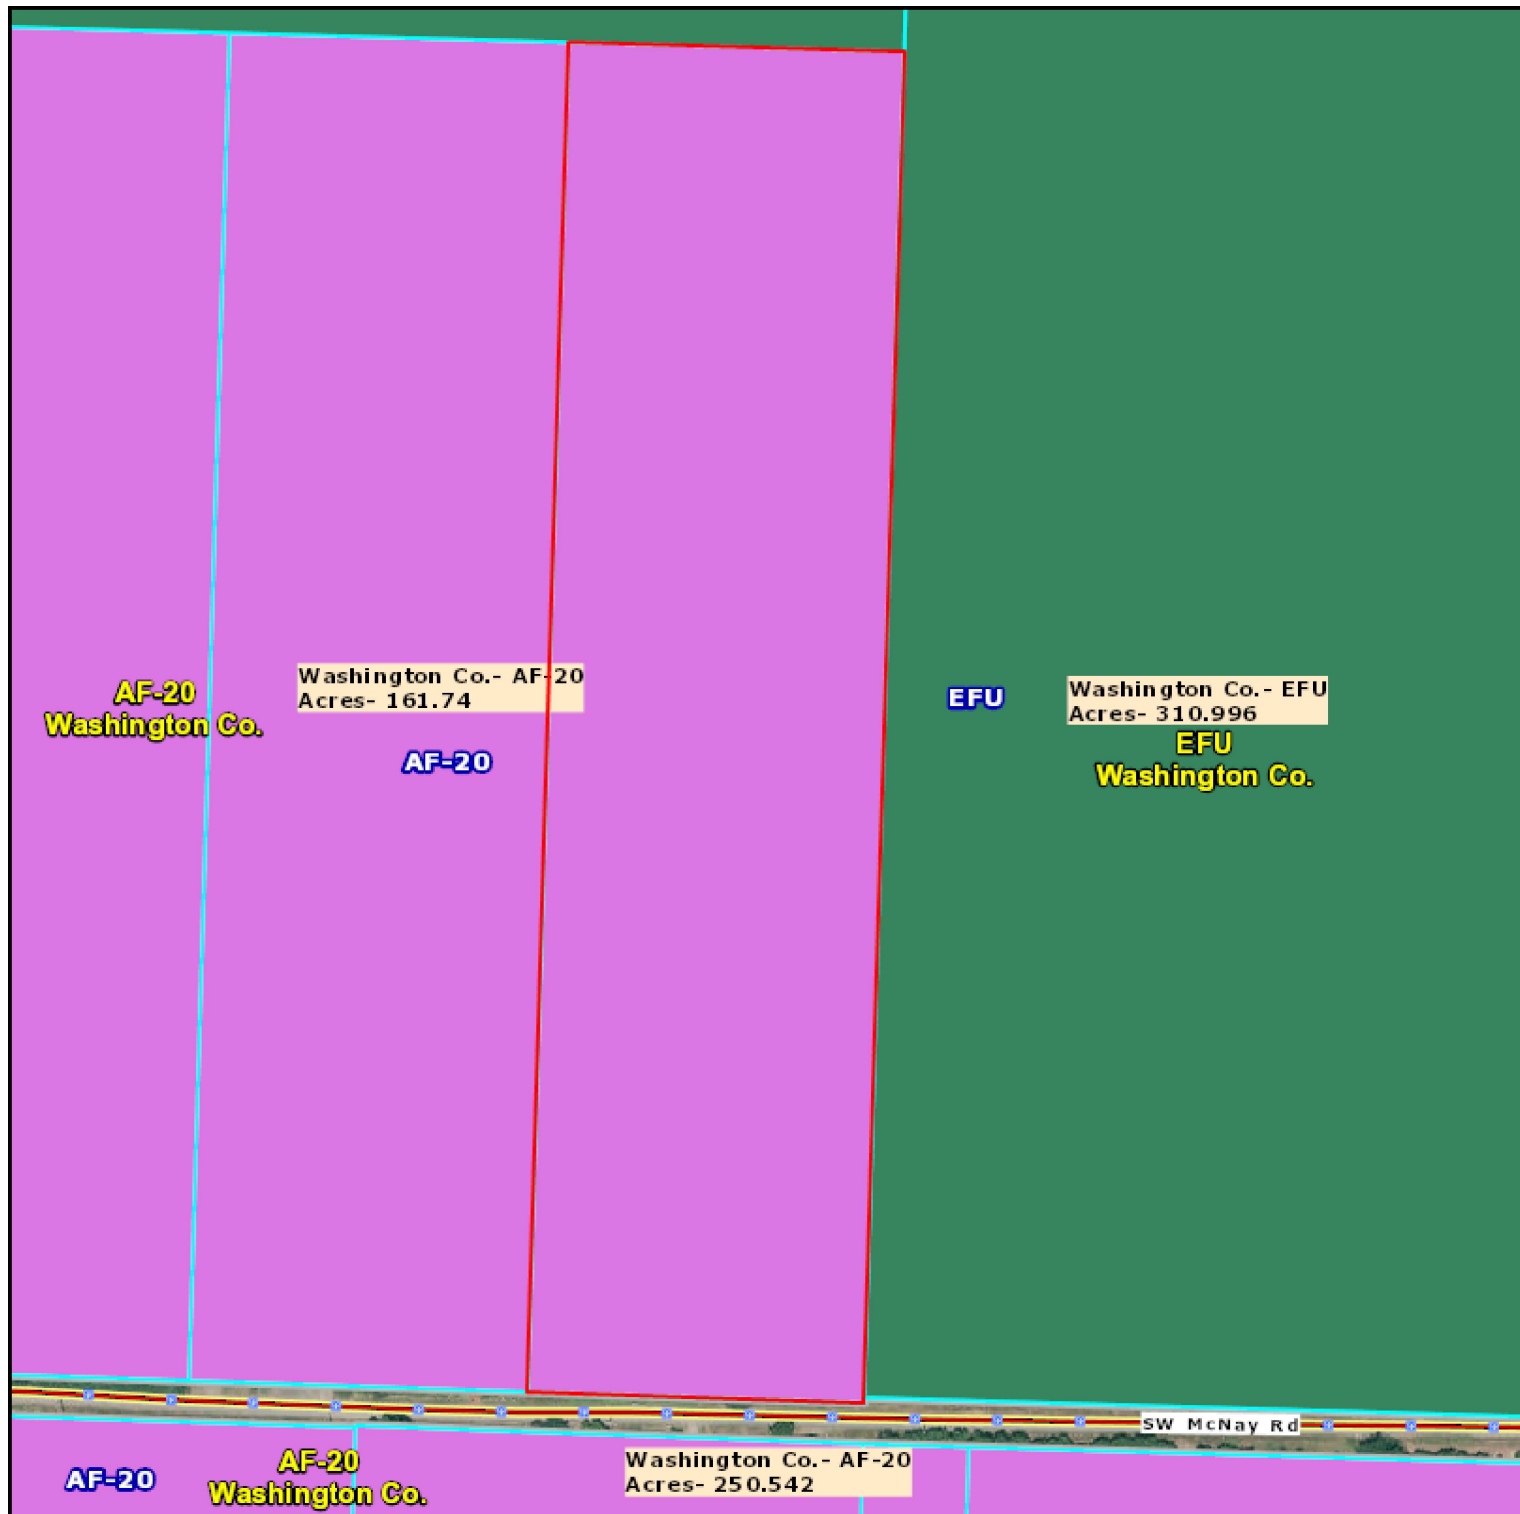 Washington Co.- AF-20
Acres- 161.74
AF-20
Washington Co.
AF-20
EFU
Washington Co.- EFU
Acres- 310.996
EFU
Washington Co.
SW McNay Rd
AF-20
AF-20
Washington Co.
Washington Co.- AF-20
Acres- 250.542